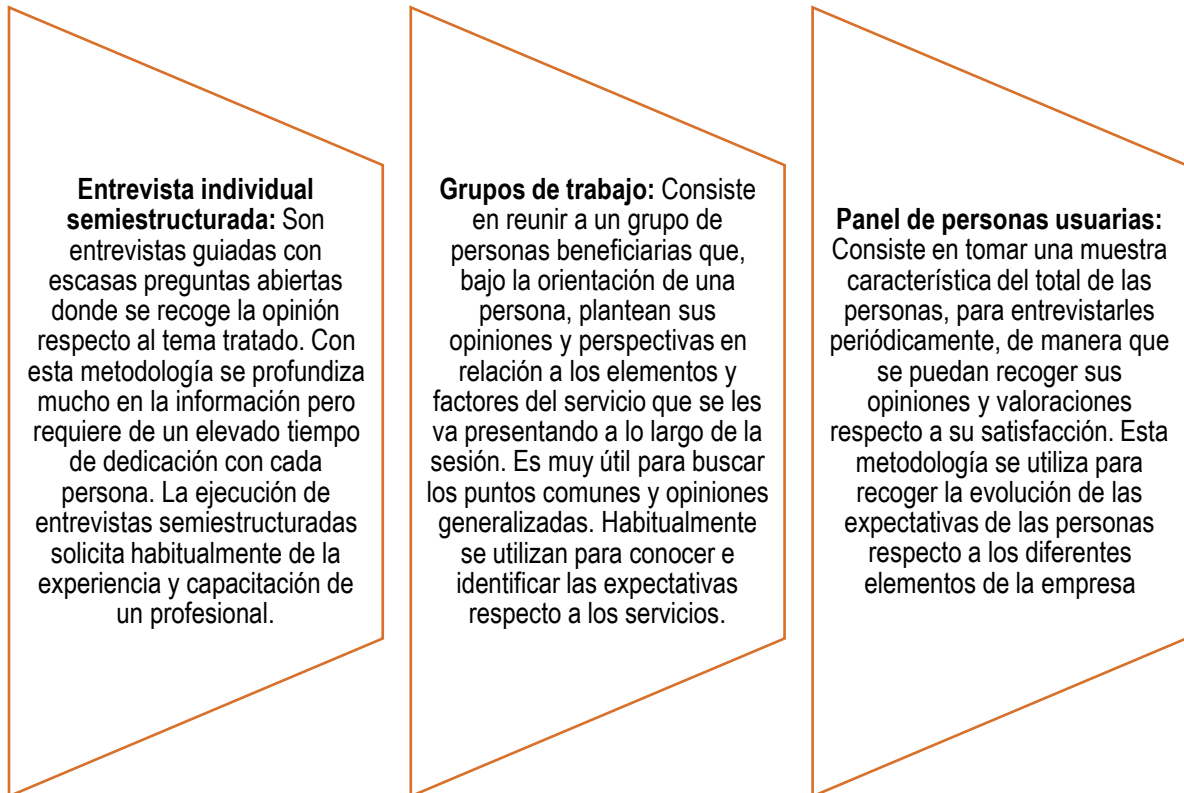 Entrevista individual
semiestructurada: Son
entrevistas guiadas con
escasas preguntas abiertas
donde se recoge la opinión
respecto al tema tratado. Con
esta metodología se profundiza
mucho en la información pero
requiere de un elevado tiempo
de dedicación con cada
persona. La ejecución de
entrevistas semiestructuradas
solicita habitualmente de la
experiencia y capacitación de
un profesional.
Grupos de trabajo: Consiste
en reunir a un grupo de
personas beneficiarias que,
bajo la orientación de una
persona, plantean sus
opiniones y perspectivas en
relación a los elementos y
factores del servicio que se les
va presentando a lo largo de la
sesión. Es muy útil para buscar
los puntos comunes y opiniones
generalizadas. Habitualmente
se utilizan para conocer e
identificar las expectativas
respecto a los servicios.
Panel de personas usuarias:
Consiste en tomar una muestra
característica del total de las
personas, para entrevistarles
periódicamente, de manera que
se puedan recoger sus
opiniones y valoraciones
respecto a su satisfacción. Esta
metodología se utiliza para
recoger la evolución de las
expectativas de las personas
respecto a los diferentes
elementos de la empresa